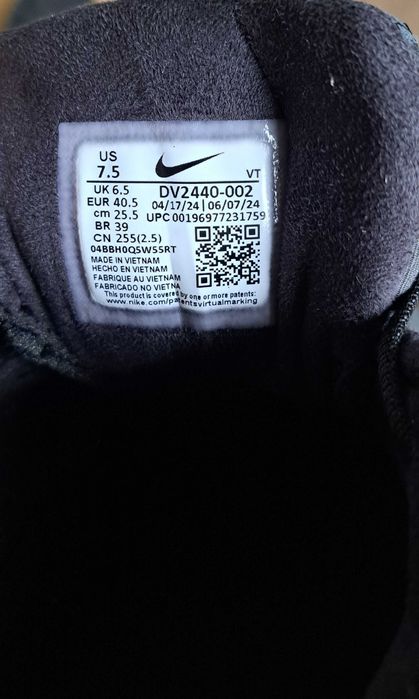 US
7.5
VT
UK 6.5
DV2440-002
EUR 40.5
04/17/24 | 06/07/24
cm 25.5
UPC 00196977231759
BR 39
CN 255(2.5)
04BBH0QSW55RT
MADE IN VIETNAM
HECHO EN VIETNAM
FABRIQUE AU VIETNAM
FABRICADO NO VIETNA
This product is covered by one or more patents:
www.nike.com/patentsvirtualmarking